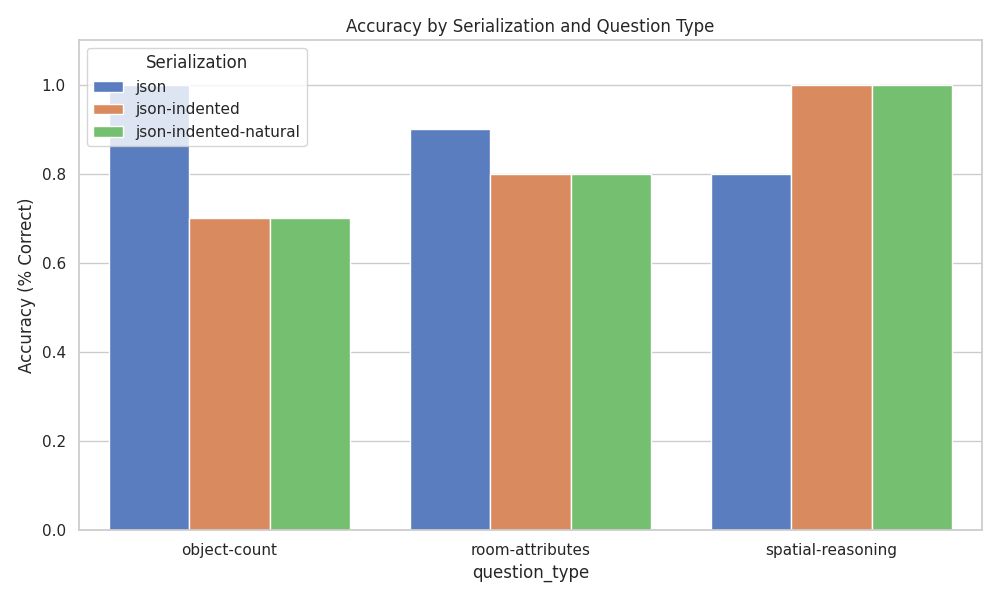 Accuracy by Serialization and Question Type
Serialization
json
json-indented
json-indented-natural
Accuracy (% Correct)
1.0
0.8
0.6
0.4
0.2
0.0
object-count
room-attributes
spatial-reasoning
question_type